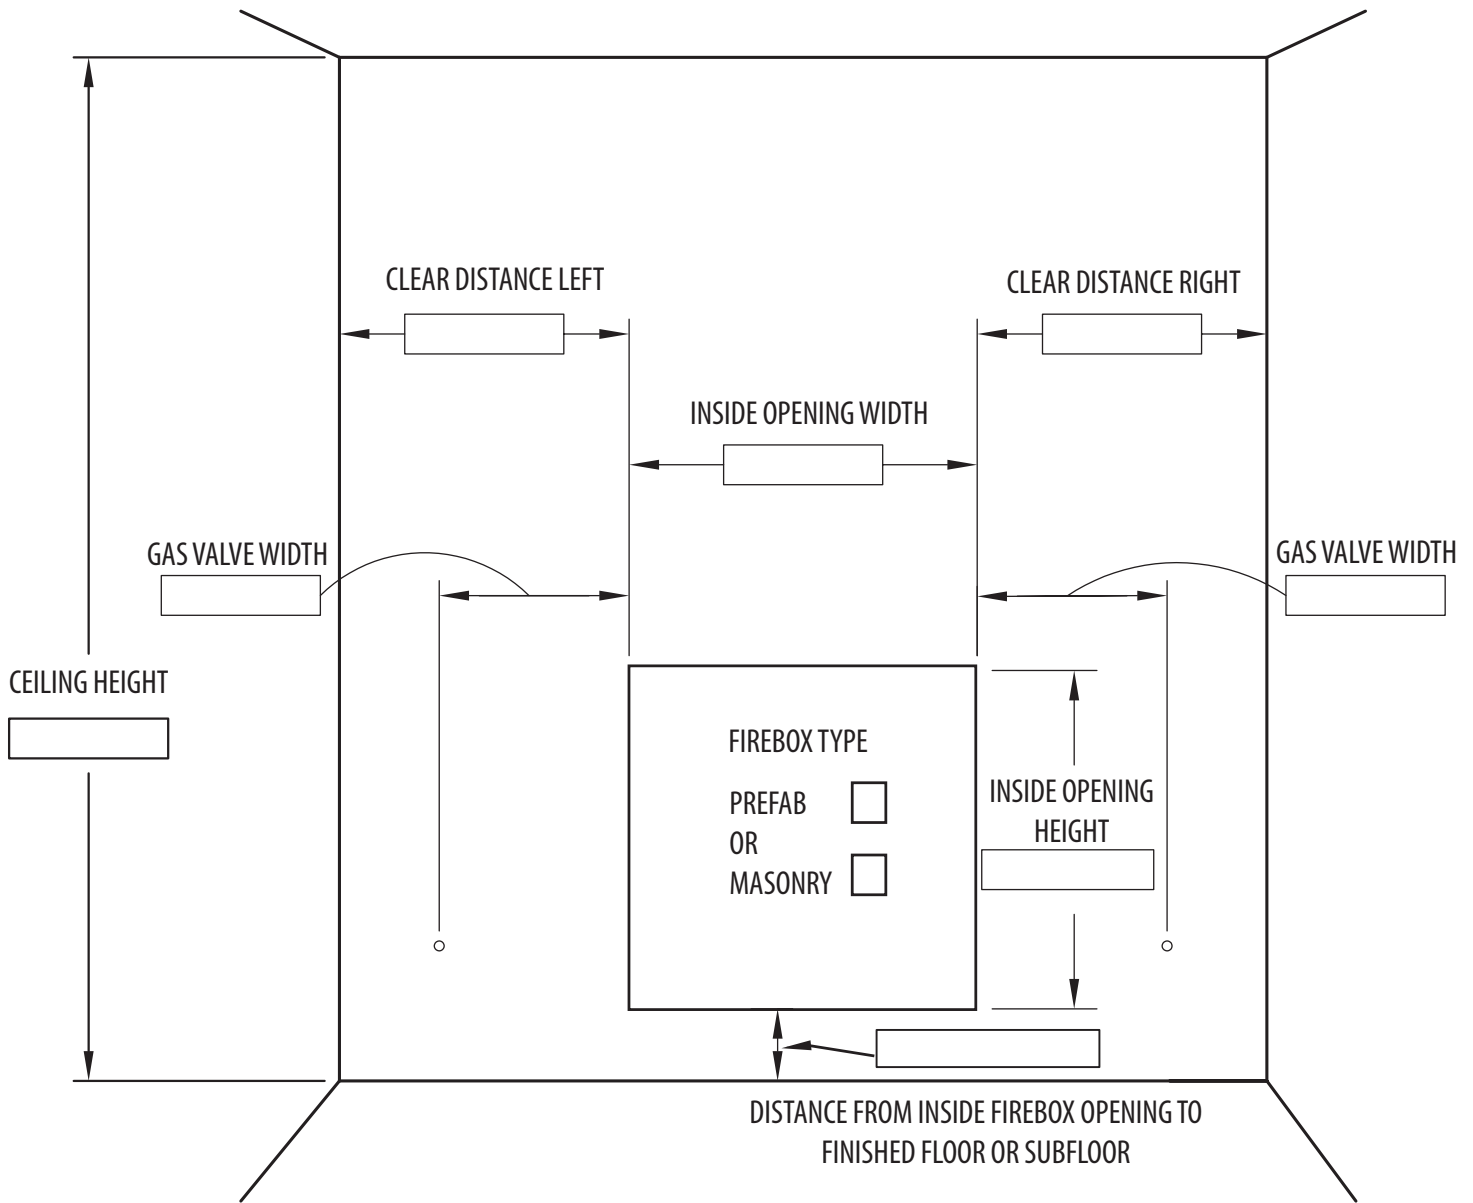 CLEAR DISTANCE LEFT
CLEAR DISTANCE RIGHT
INSIDE OPENING WIDTH
GAS VALVE WIDTH
GAS VALVE WIDTH
CEILING HEIGHT
FIREBOX TYPE
PREFAB
OR
MASONRY
INSIDE OPENING
HEIGHT
DISTANCE FROM INSIDE FIREBOX OPENING TO
FINISHED FLOOR OR SUBFLOOR